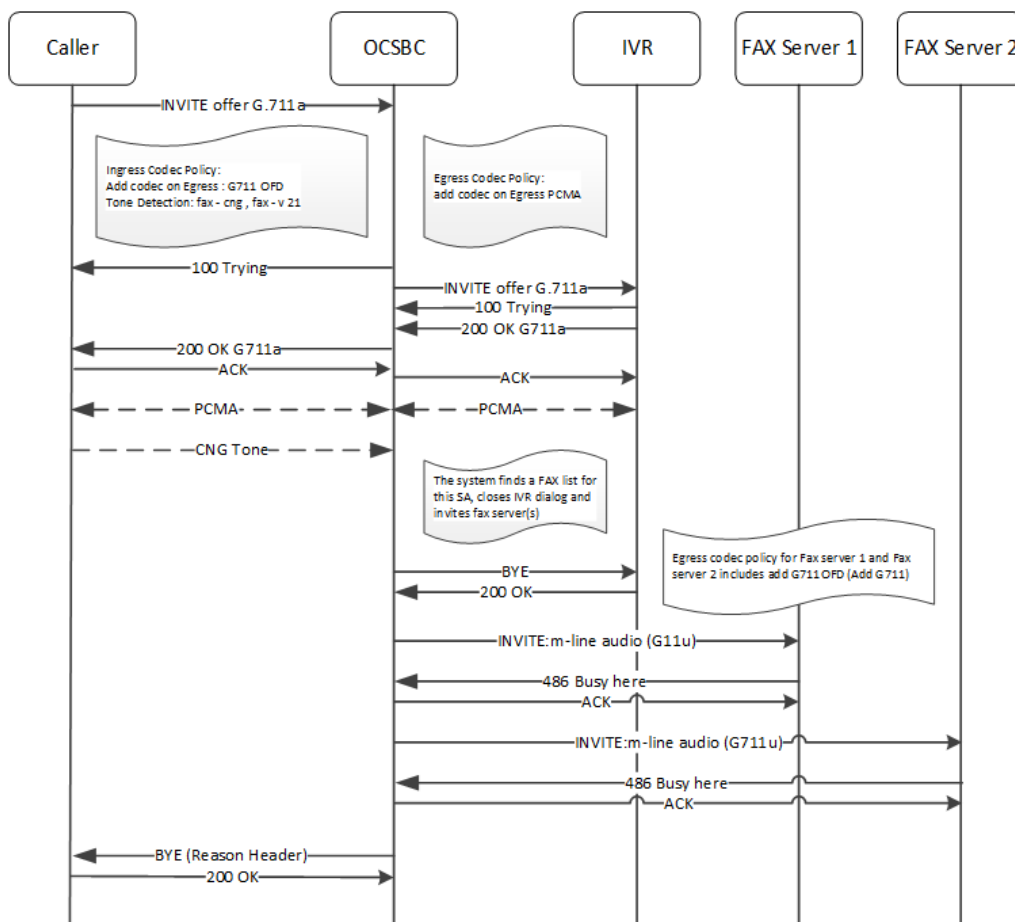 Caller
OCSBC
IVR
FAX Server 1
FAX Server 2
INVITE offer G.711a
Ingress Codec Policy:
Add codec on Egress : G711 OFD
Tone Detection: fax - cng , fax - v 21
Egress Codec Policy:
add codec on Egress PCMA
100 Trying
INVITE offer G.711a
100 Trying
200 OK G711a
200 OK G711a
ACK
ACK
PCMA
PCMA
CNG Tone
The system finds a FAX list for
this SA, closes IVR dialog and
invites fax server(s)
Egress codec policy for Fax server 1 and Fax
server 2 includes add G711OFD (Add G711)
BYE
200 OK
INVITE:m-line audio (G11u)
486 Busy here
ACK
INVITE:m-line audio (G711u)
486 Busy here
ACK
BYE (Reason Header)
200 OK